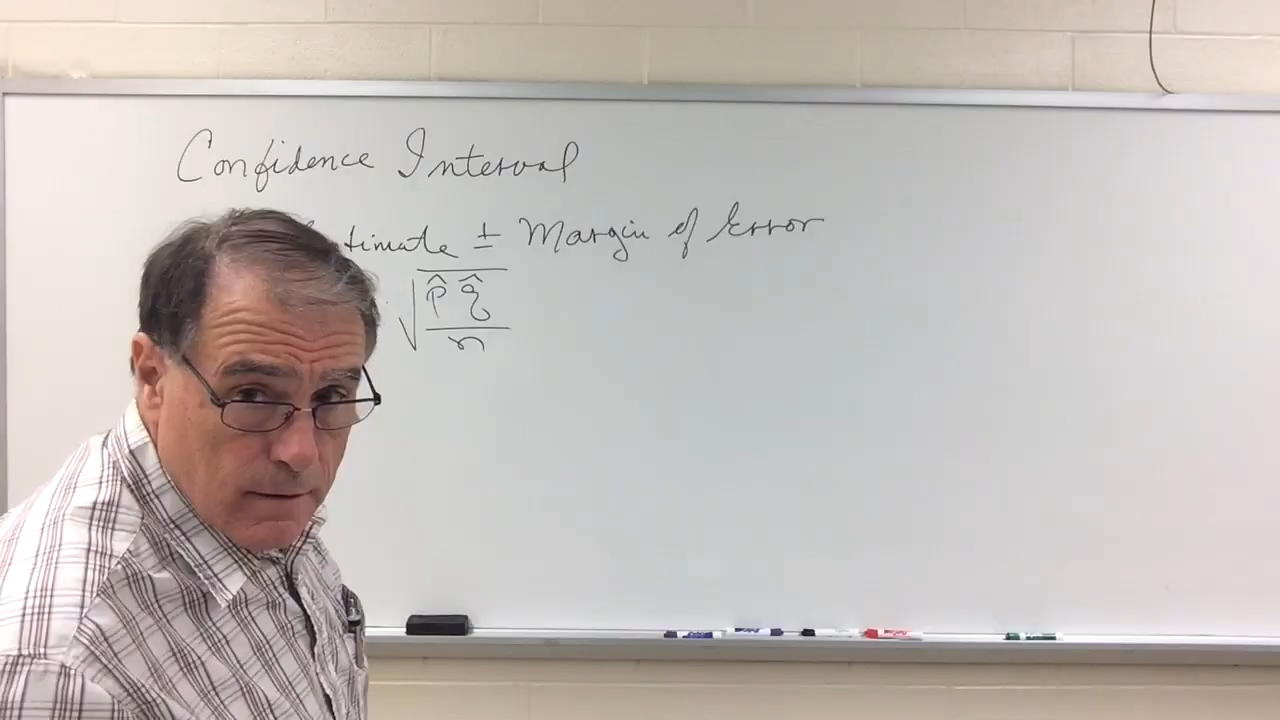 Confidence Interval
timate ± Margin of Error
√(p̂ q̂ / n)